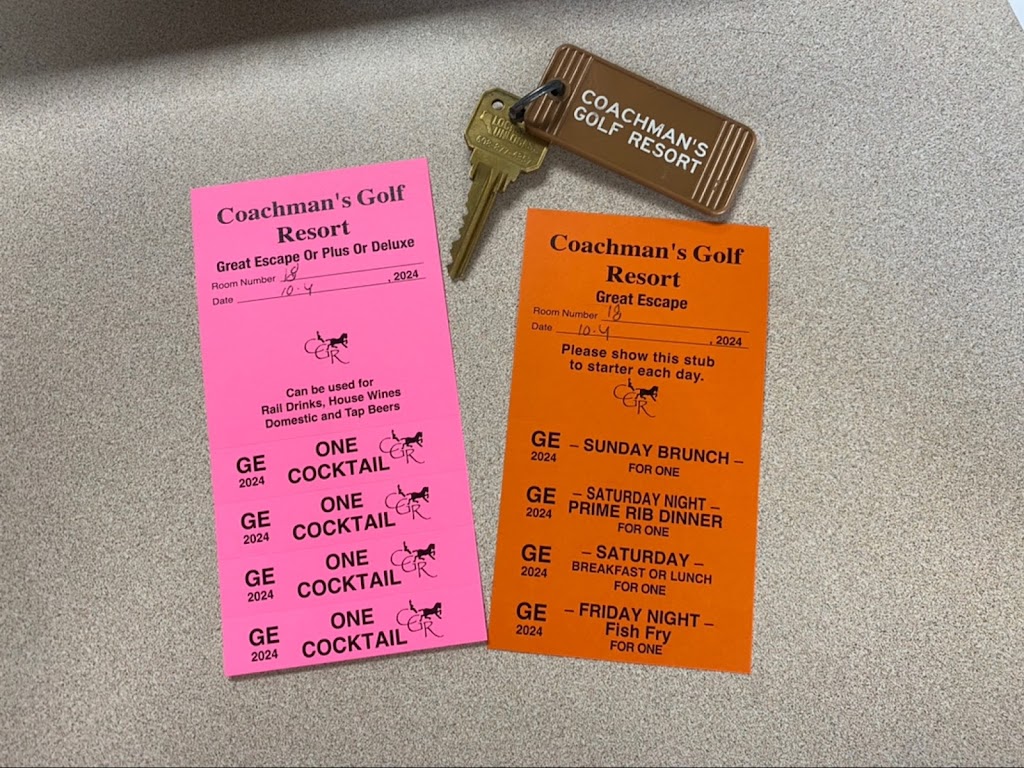 COACHMAN'S
GOLF RESORT
Coachman's Golf
Resort
Great Escape Or Plus Or Deluxe
Room Number 18
Date 10-4, 2024
CGR
Can be used for
Rail Drinks, House Wines
Domestic and Tap Beers
GE 2024 ONE COCKTAIL CGR
GE 2024 ONE COCKTAIL CGR
GE 2024 ONE COCKTAIL CGR
GE 2024 ONE COCKTAIL CGR
Coachman's Golf
Resort
Great Escape
Room Number 18
Date 10-4, 2024
Please show this stub
to starter each day.
CGR
GE – SUNDAY BRUNCH –
2024 FOR ONE
GE – SATURDAY NIGHT –
2024 PRIME RIB DINNER
FOR ONE
GE – SATURDAY –
2024 BREAKFAST OR LUNCH
FOR ONE
GE – FRIDAY NIGHT –
2024 Fish Fry
FOR ONE